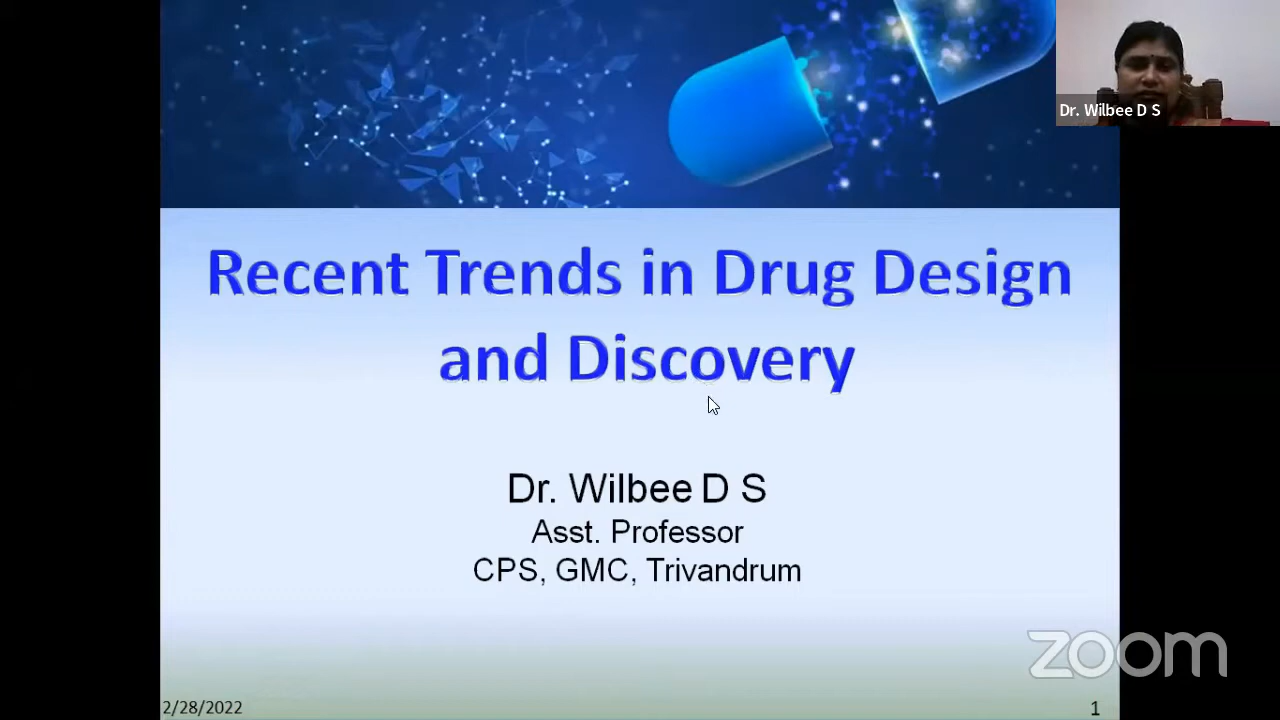 Dr. Wilbee D S
Recent Trends in Drug Design
and Discovery
Dr. Wilbee D S
Asst. Professor
CPS, GMC, Trivandrum
zoom
2/28/2022
1